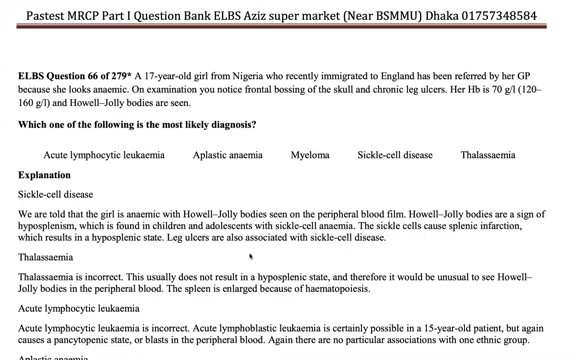 Pastest MRCP Part I Question Bank ELBS Aziz super market (Near BSMMU) Dhaka 01757348584
ELBS Question 66 of 279* A 17-year-old girl from Nigeria who recently immigrated to England has been referred by her GP
because she looks anaemic. On examination you notice frontal bossing of the skull and chronic leg ulcers. Her Hb is 70 g/l (120–
160 g/l) and Howell–Jolly bodies are seen.
Which one of the following is the most likely diagnosis?
Acute lymphocytic leukaemia Aplastic anaemia Myeloma Sickle-cell disease Thalassaemia
Explanation
Sickle-cell disease
We are told that the girl is anaemic with Howell–Jolly bodies seen on the peripheral blood film. Howell–Jolly bodies are a sign of
hyposplenism, which is found in children and adolescents with sickle-cell anaemia. The sickle cells cause splenic infarction,
which results in a hyposplenic state. Leg ulcers are also associated with sickle-cell disease.
Thalassaemia
Thalassaemia is incorrect. This usually does not result in a hyposplenic state, and therefore it would be unusual to see Howell–
Jolly bodies in the peripheral blood. The spleen is enlarged because of haematopoiesis.
Acute lymphocytic leukaemia
Acute lymphocytic leukaemia is incorrect. Acute lymphoblastic leukaemia is certainly possible in a 15-year-old patient, but again
causes a pancytopenic state, or blasts in the peripheral blood. Again there are no particular associations with one ethnic group.
Aplastic anaemia